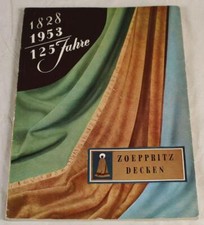 1828
1953
125 Jahre
ZOEPPRITZ
DECKEN